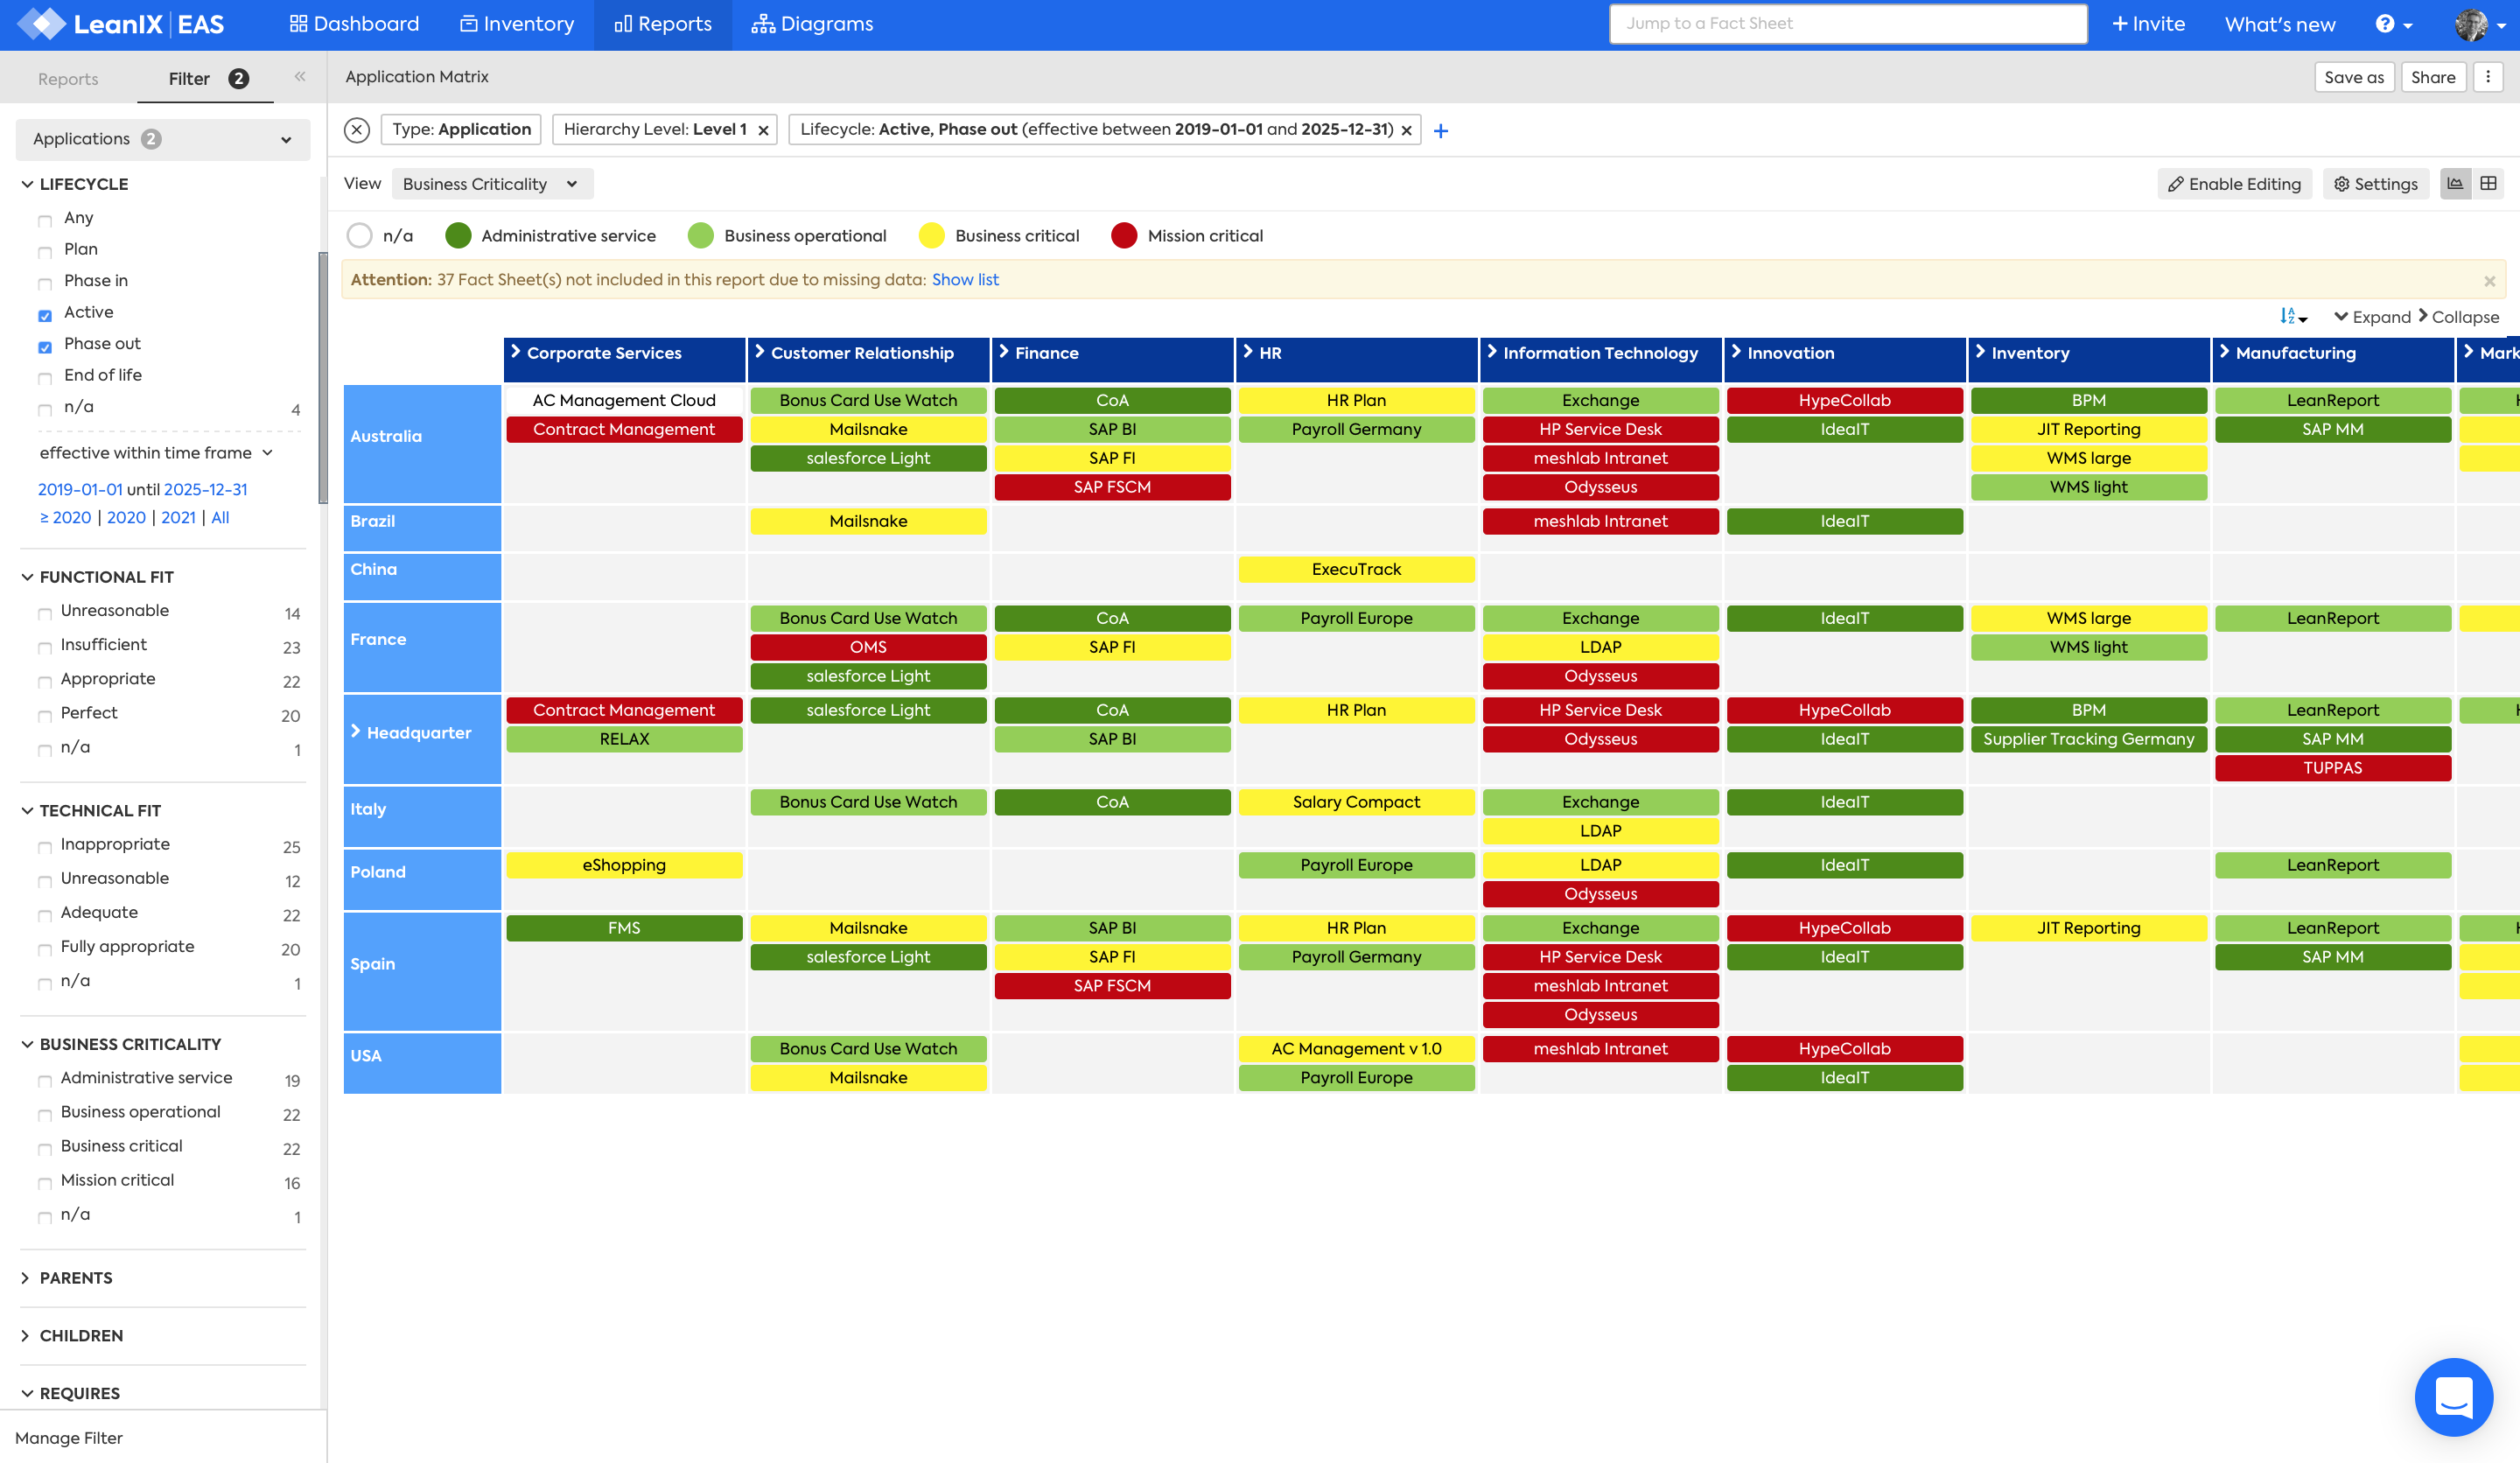 LeanIX | EAS Dashboard Inventory Reports Diagrams Jump to a Fact Sheet + Invite What's new ?
Reports Filter 2 «
Application Matrix Save as Share
Applications 2
Type: Application Hierarchy Level: Level 1 × Lifecycle: Active, Phase out (effective between 2019-01-01 and 2025-12-31) × +
LIFECYCLE
Any
Plan
Phase in
Active
Phase out
End of life
n/a 4
effective within time frame
2019-01-01 until 2025-12-31
≥ 2020 | 2020 | 2021 | All
FUNCTIONAL FIT
Unreasonable 14
Insufficient 23
Appropriate 22
Perfect 20
n/a 1
TECHNICAL FIT
Inappropriate 25
Unreasonable 12
Adequate 22
Fully appropriate 20
n/a 1
BUSINESS CRITICALITY
Administrative service 19
Business operational 22
Business critical 22
Mission critical 16
n/a 1
PARENTS
CHILDREN
REQUIRES
Manage Filter
View Business Criticality Enable Editing Settings
n/a Administrative service Business operational Business critical Mission critical
Attention: 37 Fact Sheet(s) not included in this report due to missing data: Show list ×
Expand Collapse
Corporate Services Customer Relationship Finance HR Information Technology Innovation Inventory Manufacturing Mark
Australia
AC Management Cloud Bonus Card Use Watch CoA HR Plan Exchange HypeCollab BPM LeanReport
Contract Management Mailsnake SAP BI Payroll Germany HP Service Desk IdeaIT JIT Reporting SAP MM
salesforce Light SAP FI meshlab Intranet WMS large
SAP FSCM Odysseus WMS light
Brazil Mailsnake meshlab Intranet IdeaIT
China ExecuTrack
France
Bonus Card Use Watch CoA Payroll Europe Exchange IdeaIT WMS large LeanReport
OMS SAP FI LDAP WMS light
salesforce Light Odysseus
Headquarter
Contract Management salesforce Light CoA HR Plan HP Service Desk HypeCollab BPM LeanReport
RELAX SAP BI Odysseus IdeaIT Supplier Tracking Germany SAP MM
TUPPAS
Italy
Bonus Card Use Watch CoA Salary Compact Exchange IdeaIT
LDAP
Poland
eShopping Payroll Europe LDAP IdeaIT LeanReport
Odysseus
Spain
FMS Mailsnake SAP BI HR Plan Exchange HypeCollab JIT Reporting LeanReport
salesforce Light SAP FI Payroll Germany HP Service Desk IdeaIT SAP MM
SAP FSCM meshlab Intranet
Odysseus
USA
Bonus Card Use Watch AC Management v 1.0 meshlab Intranet HypeCollab
Mailsnake Payroll Europe IdeaIT